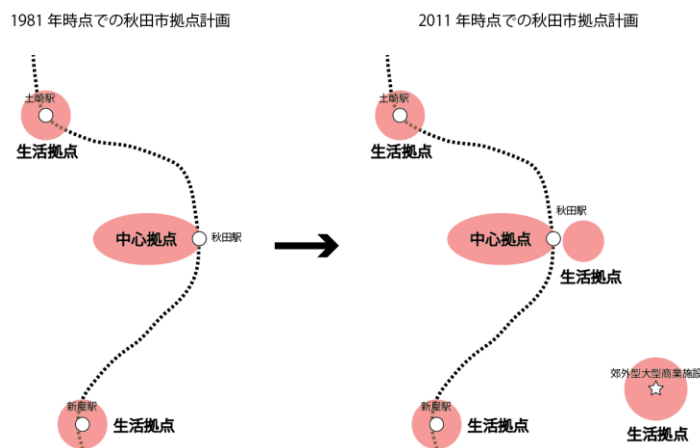 1981 年時点での秋田市拠点計画
土崎駅
生活拠点
中心拠点
秋田駅
新屋駅
生活拠点
2011 年時点での秋田市拠点計画
土崎駅
生活拠点
秋田駅
中心拠点
生活拠点
郊外型大型商業施設
生活拠点
新屋駅
生活拠点